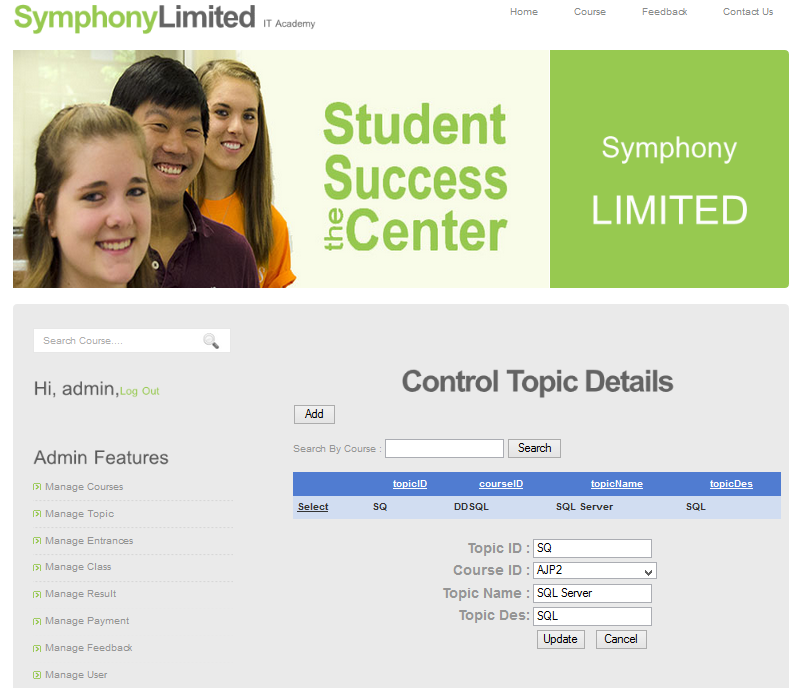 SymphonyLimited IT Academy
Home Course Feedback Contact Us
Student
Success
the Center
Symphony
LIMITED
Search Course....
Hi, admin,Log Out
Admin Features
Manage Courses
Manage Topic
Manage Entrances
Manage Class
Manage Result
Manage Payment
Manage Feedback
Manage User
Control Topic Details
Add
Search By Course : Search
topicID courseID topicName topicDes
Select SQ DDSQL SQL Server SQL
Topic ID : SQ
Course ID : AJP2
Topic Name : SQL Server
Topic Des: SQL
Update Cancel